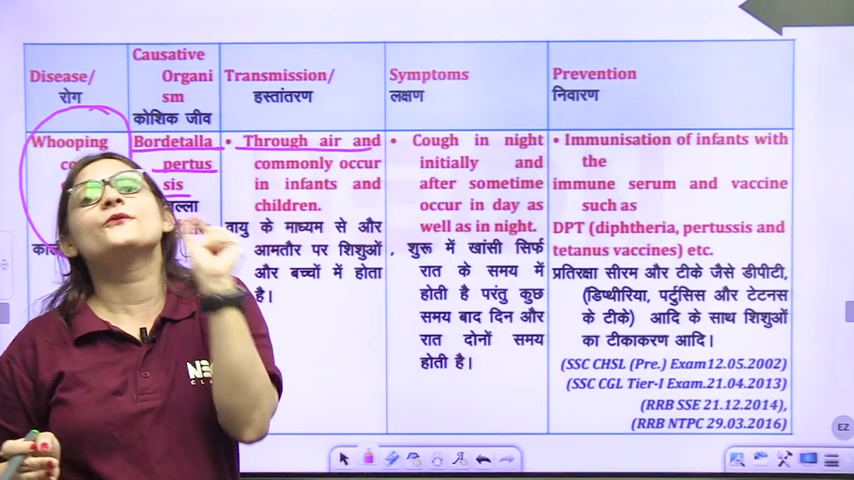 Disease/
रोग
Causative
Organi
sm
कोशिक जीव
Transmission/
हस्तांतरण
Symptoms
लक्षण
Prevention
निवारण
Whooping
Bordetalla
pertus
sis
• Through air and
commonly occur
in infants and
children.
वायु के माध्यम से और
आमतौर पर शिशुओं
और बच्चों में होता
है।
• Cough in night
initially and
after sometime
occur in day as
well as in night.
शुरू में खांसी सिर्फ
रात के समय में
होती है परंतु कुछ
समय बाद दिन और
रात दोनों समय
होती है।
• Immunisation of infants with
the
immune serum and vaccine
such as
DPT (diphtheria, pertussis and
tetanus vaccines) etc.
प्रतिरक्षा सीरम और टीके जैसे डीपीटी,
(डिप्थीरिया, पर्टुसिस और टेटनस
के टीके) आदि के साथ शिशुओं
का टीकाकरण आदि।
(SSC CHSL (Pre.) Exam12.05.2002)
(SSC CGL Tier-I Exam.21.04.2013)
(RRB SSE 21.12.2014),
(RRB NTPC 29.03.2016)
EZ